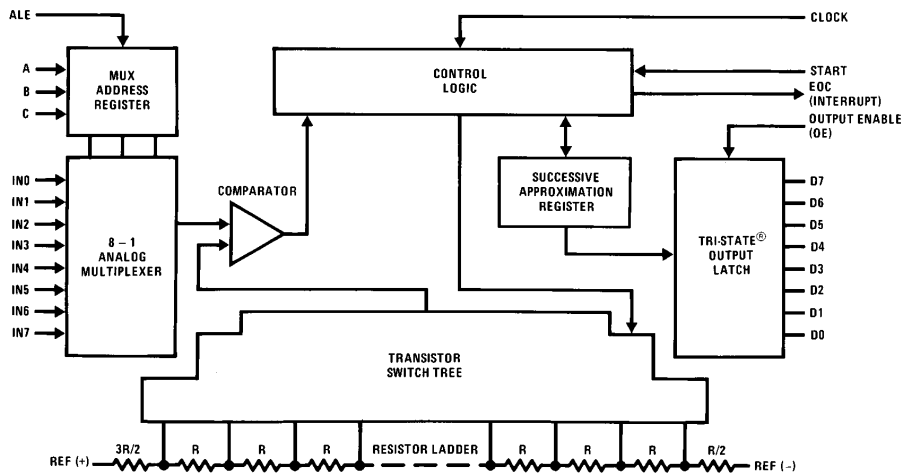 ALE
CLOCK
A
B
C
MUX
ADDRESS
REGISTER
CONTROL
LOGIC
START
EOC
(INTERRUPT)
OUTPUT ENABLE
(OE)
IN0
IN1
IN2
IN3
IN4
IN5
IN6
IN7
8 – 1
ANALOG
MULTIPLEXER
COMPARATOR
SUCCESSIVE
APPROXIMATION
REGISTER
TRI-STATE®
OUTPUT
LATCH
D7
D6
D5
D4
D3
D2
D1
D0
TRANSISTOR
SWITCH TREE
3R/2 R R R RESISTOR LADDER R R R R/2
REF (+) REF (–)